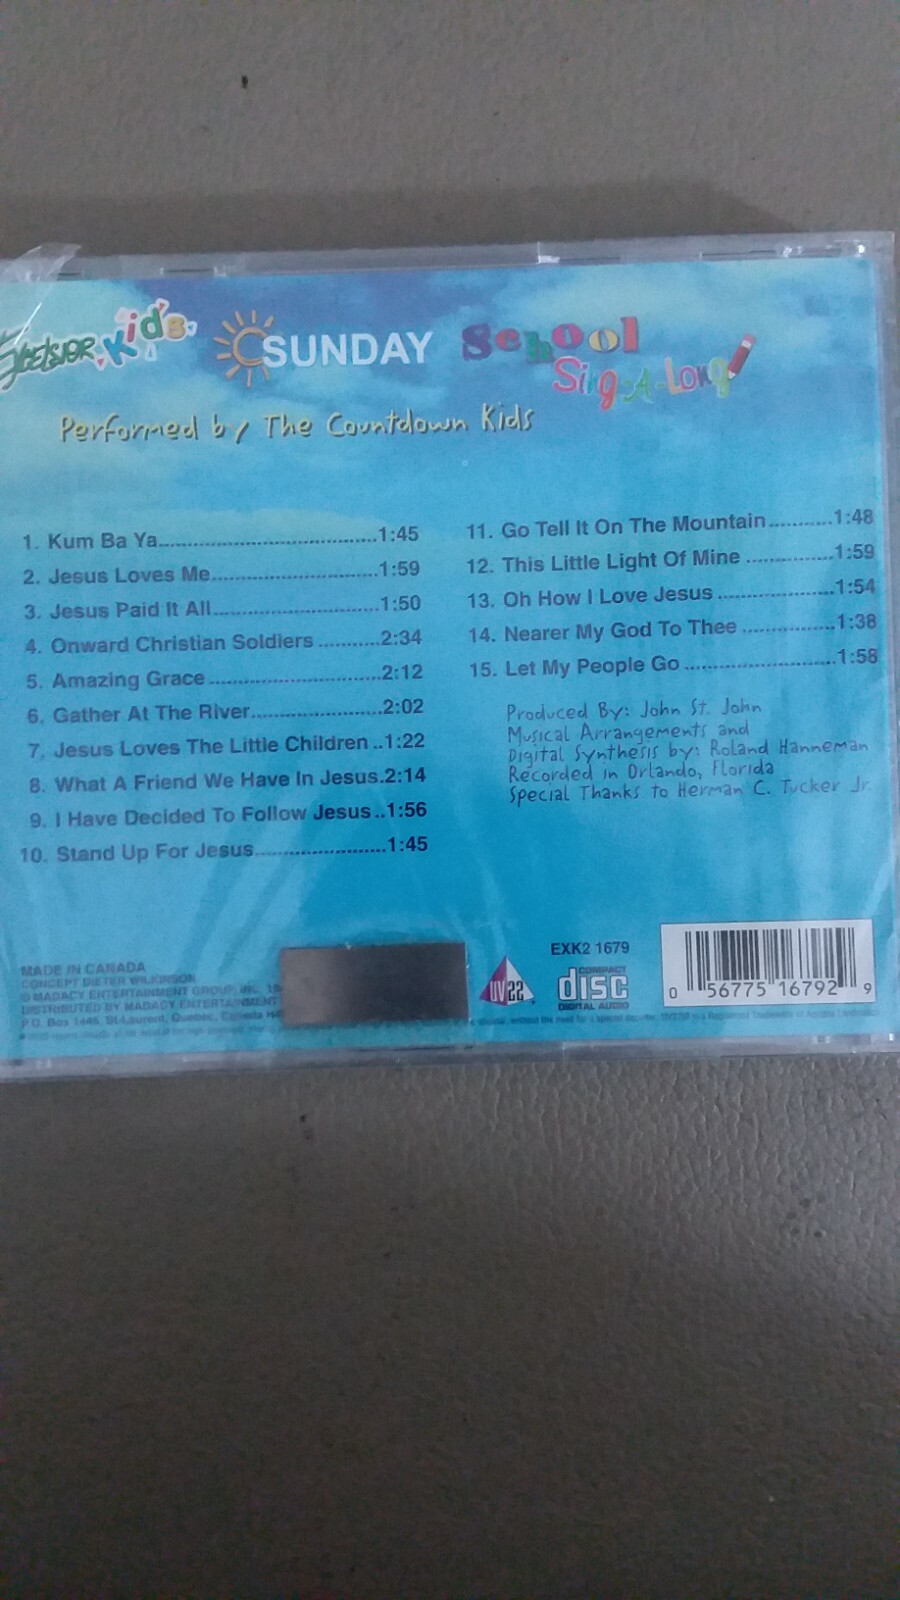 Excelsior Kids
SUNDAY School
Sing-A-Long
Performed by The Countdown Kids
1. Kum Ba Ya.....................................1:45
2. Jesus Loves Me............................1:59
3. Jesus Paid It All............................1:50
4. Onward Christian Soldiers ...........2:34
5. Amazing Grace .............................2:12
6. Gather At The River......................2:02
7. Jesus Loves The Little Children ..1:22
8. What A Friend We Have In Jesus.2:14
9. I Have Decided To Follow Jesus ..1:56
10. Stand Up For Jesus......................1:45
11. Go Tell It On The Mountain...........1:48
12. This Little Light Of Mine ..............1:59
13. Oh How I Love Jesus ....................1:54
14. Nearer My God To Thee ................1:38
15. Let My People Go ..........................1:58
Produced By: John St. John
Musical Arrangements and
Digital Synthesis by: Roland Hanneman
Recorded in Orlando, Florida
Special Thanks to Herman C. Tucker Jr.
MADE IN CANADA
CONCEPT DIETER WILKINSON
© MADACY ENTERTAINMENT GROUP, INC. 19
DISTRIBUTED BY MADACY ENTERTAINMENT
P.O. Box 1445, St-Laurent, Quebec, Canada
UV22
EXK2 1679
COMPACT
disc
DIGITAL AUDIO
0 56775 16792 9